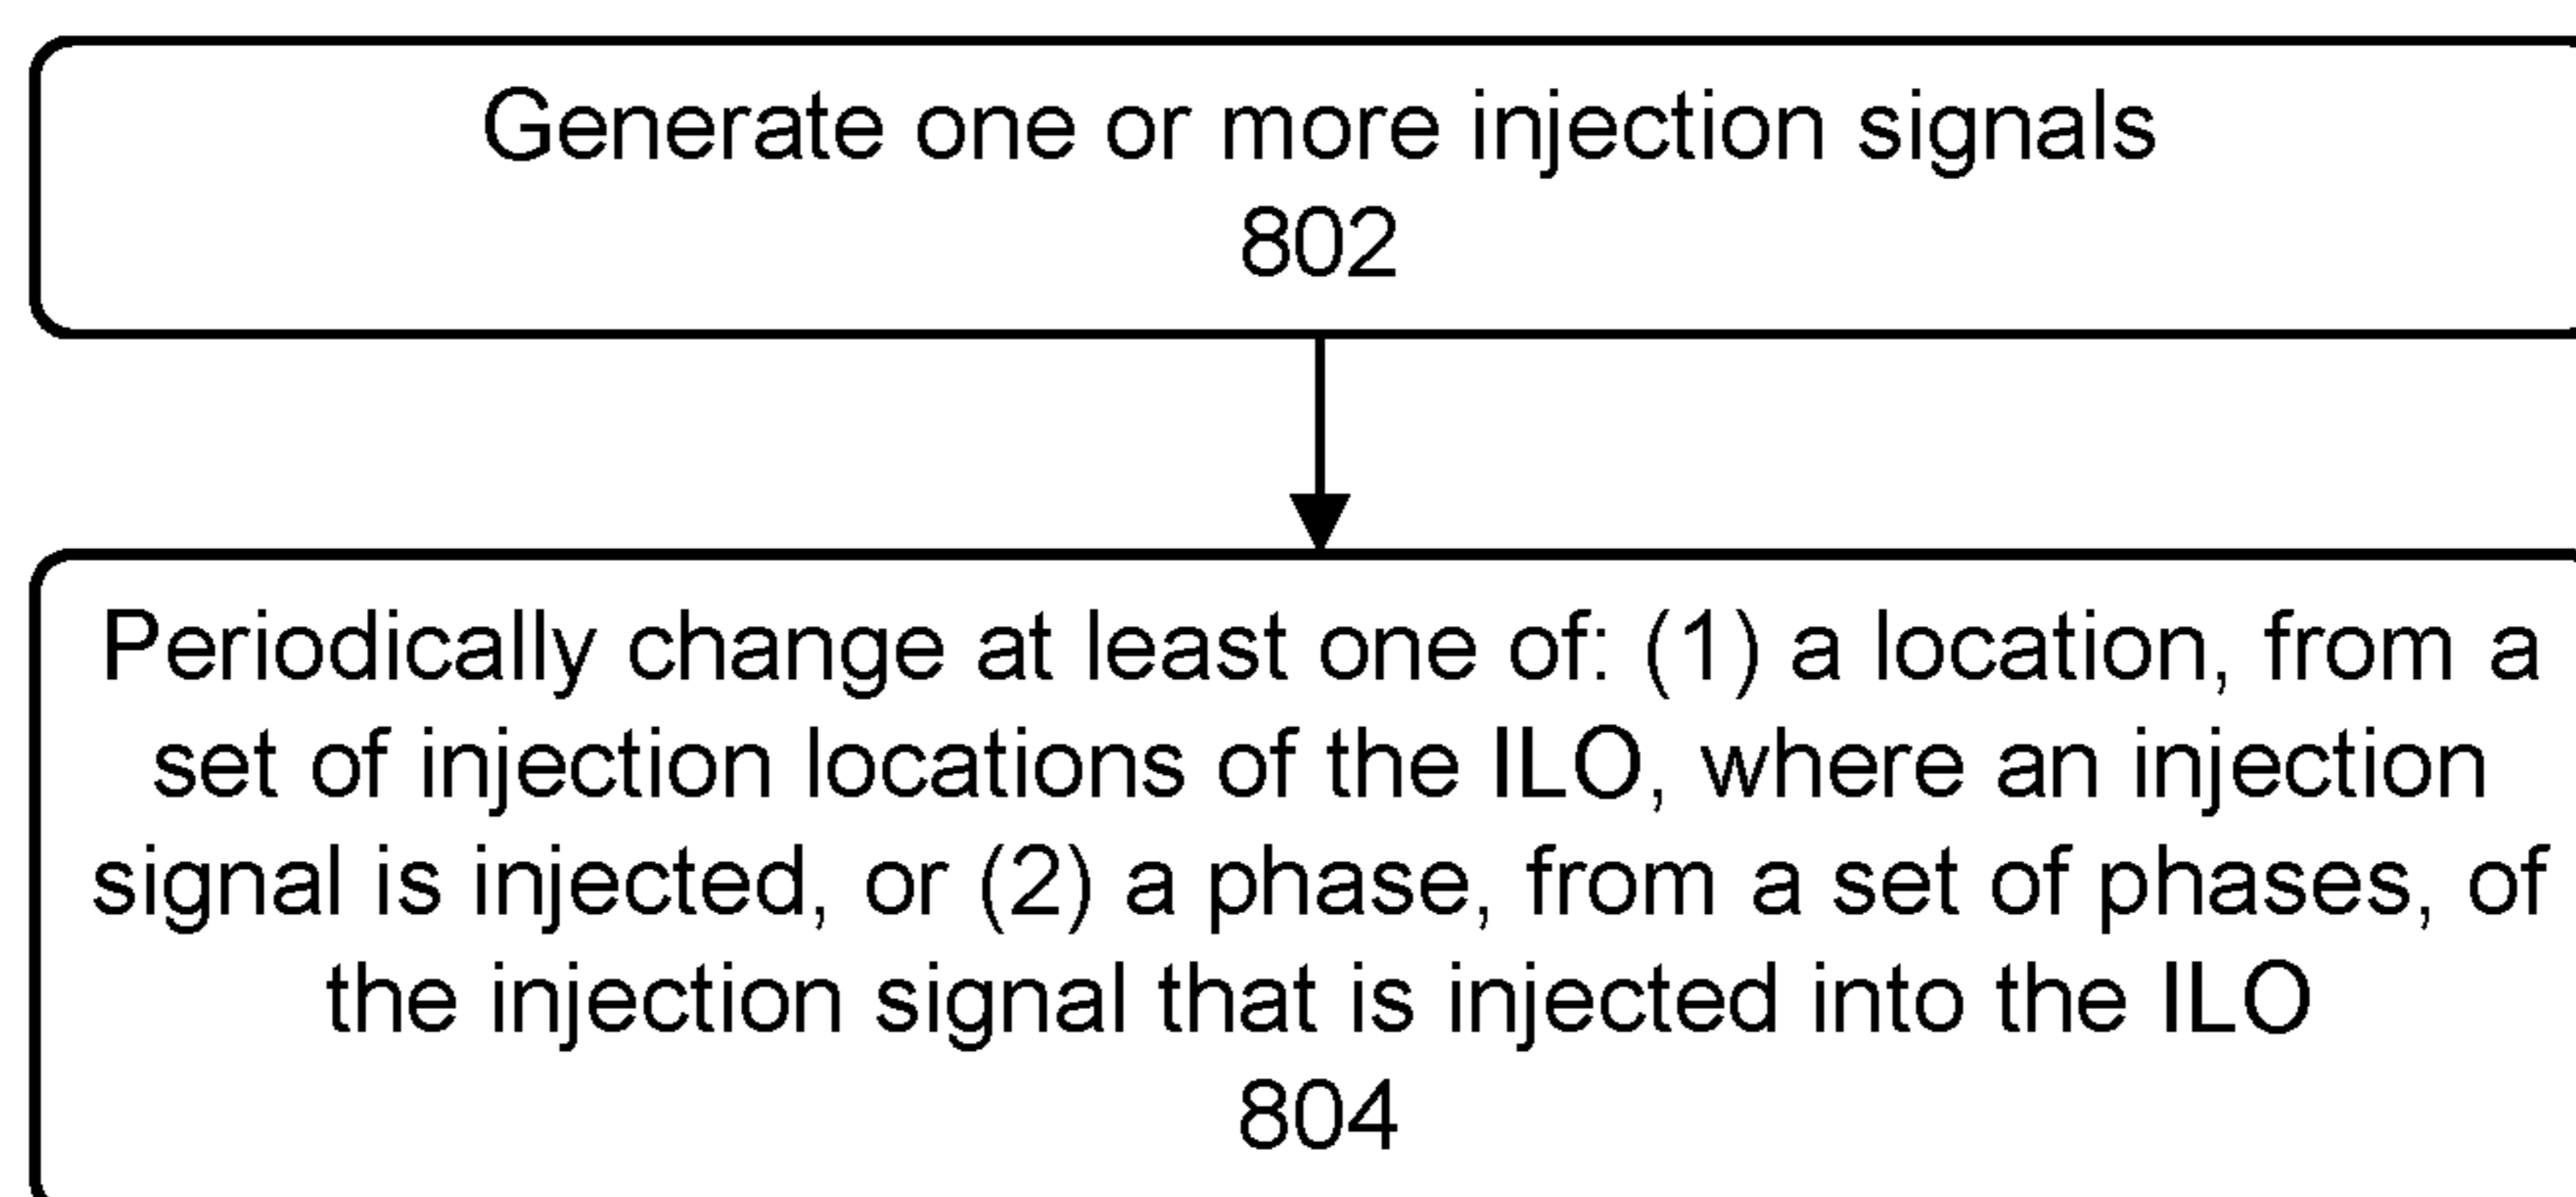 Generate one or more injection signals
802
Periodically change at least one of: (1) a location, from a
set of injection locations of the ILO, where an injection
signal is injected, or (2) a phase, from a set of phases, of
the injection signal that is injected into the ILO
804